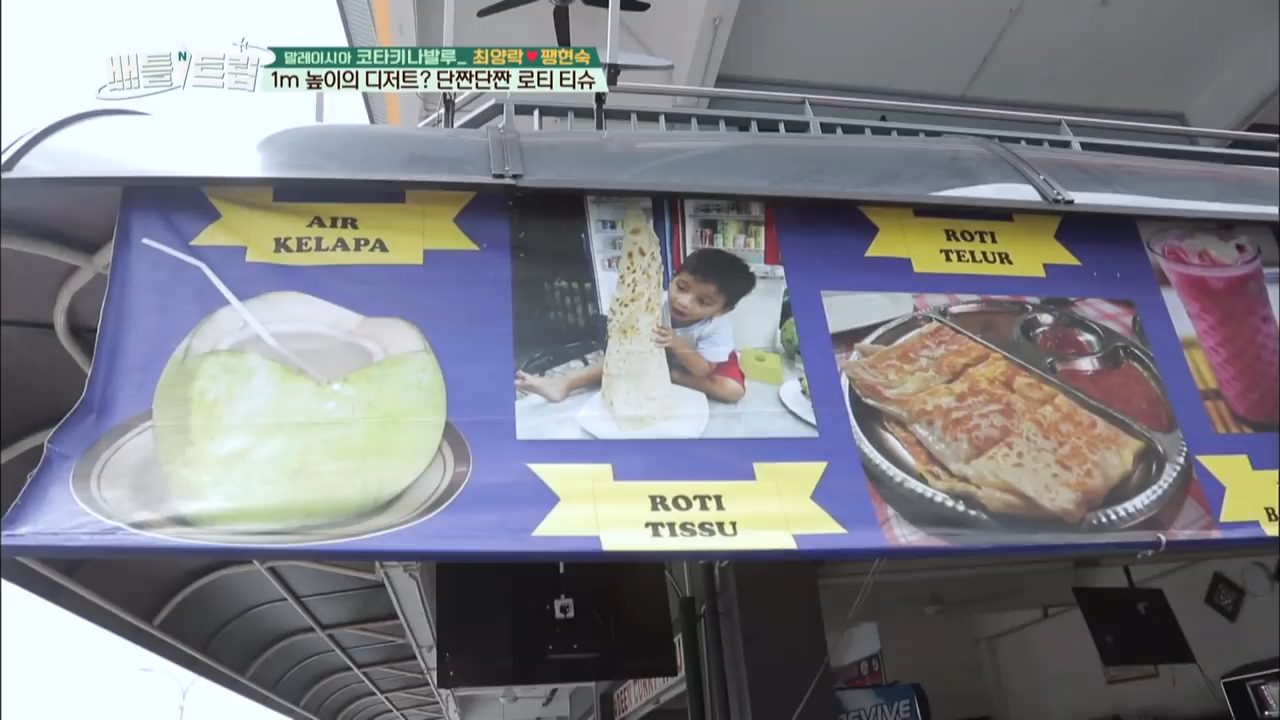 배틀트립
말레이시아 코타키나발루_ 최양락♥팽현숙
1m 높이의 디저트? 단짠단짠 로티 티슈
AIR
KELAPA
ROTI
TELUR
ROTI
TISSU